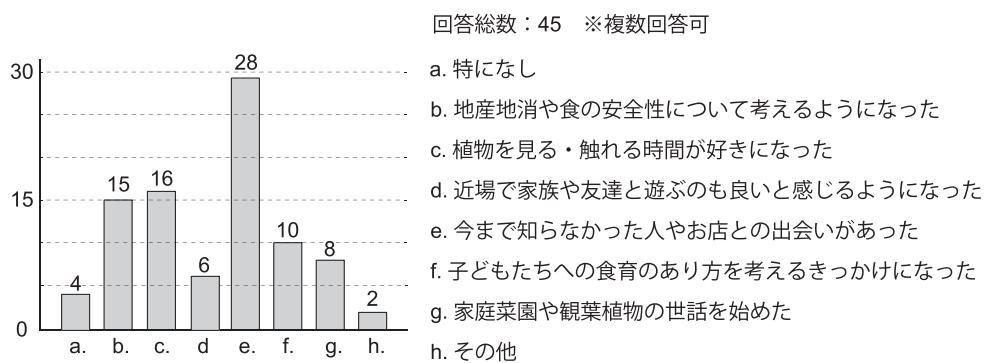 回答総数：45　※複数回答可
30
15
0
4
15
16
6
28
10
8
2
a.
b.
c.
d
e.
f.
g.
h.
a. 特になし
b. 地産地消や食の安全性について考えるようになった
c. 植物を見る・触れる時間が好きになった
d. 近場で家族や友達と遊ぶのも良いと感じるようになった
e. 今まで知らなかった人やお店との出会いがあった
f. 子どもたちへの食育のあり方を考えるきっかけになった
g. 家庭菜園や観葉植物の世話を始めた
h. その他